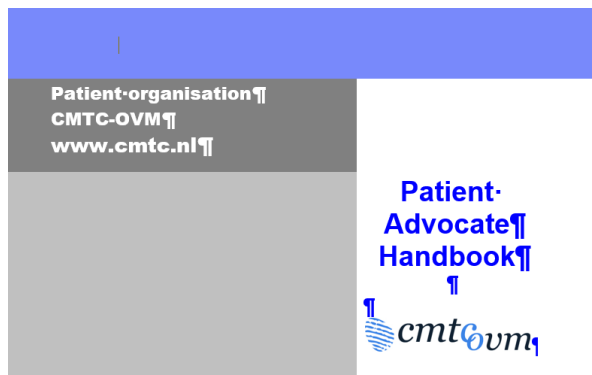 Patient·organisation¶
CMTC-OVM¶
www.cmtc.nl¶
Patient·
Advocate¶
Handbook¶
¶
¶
cmtcovm¶